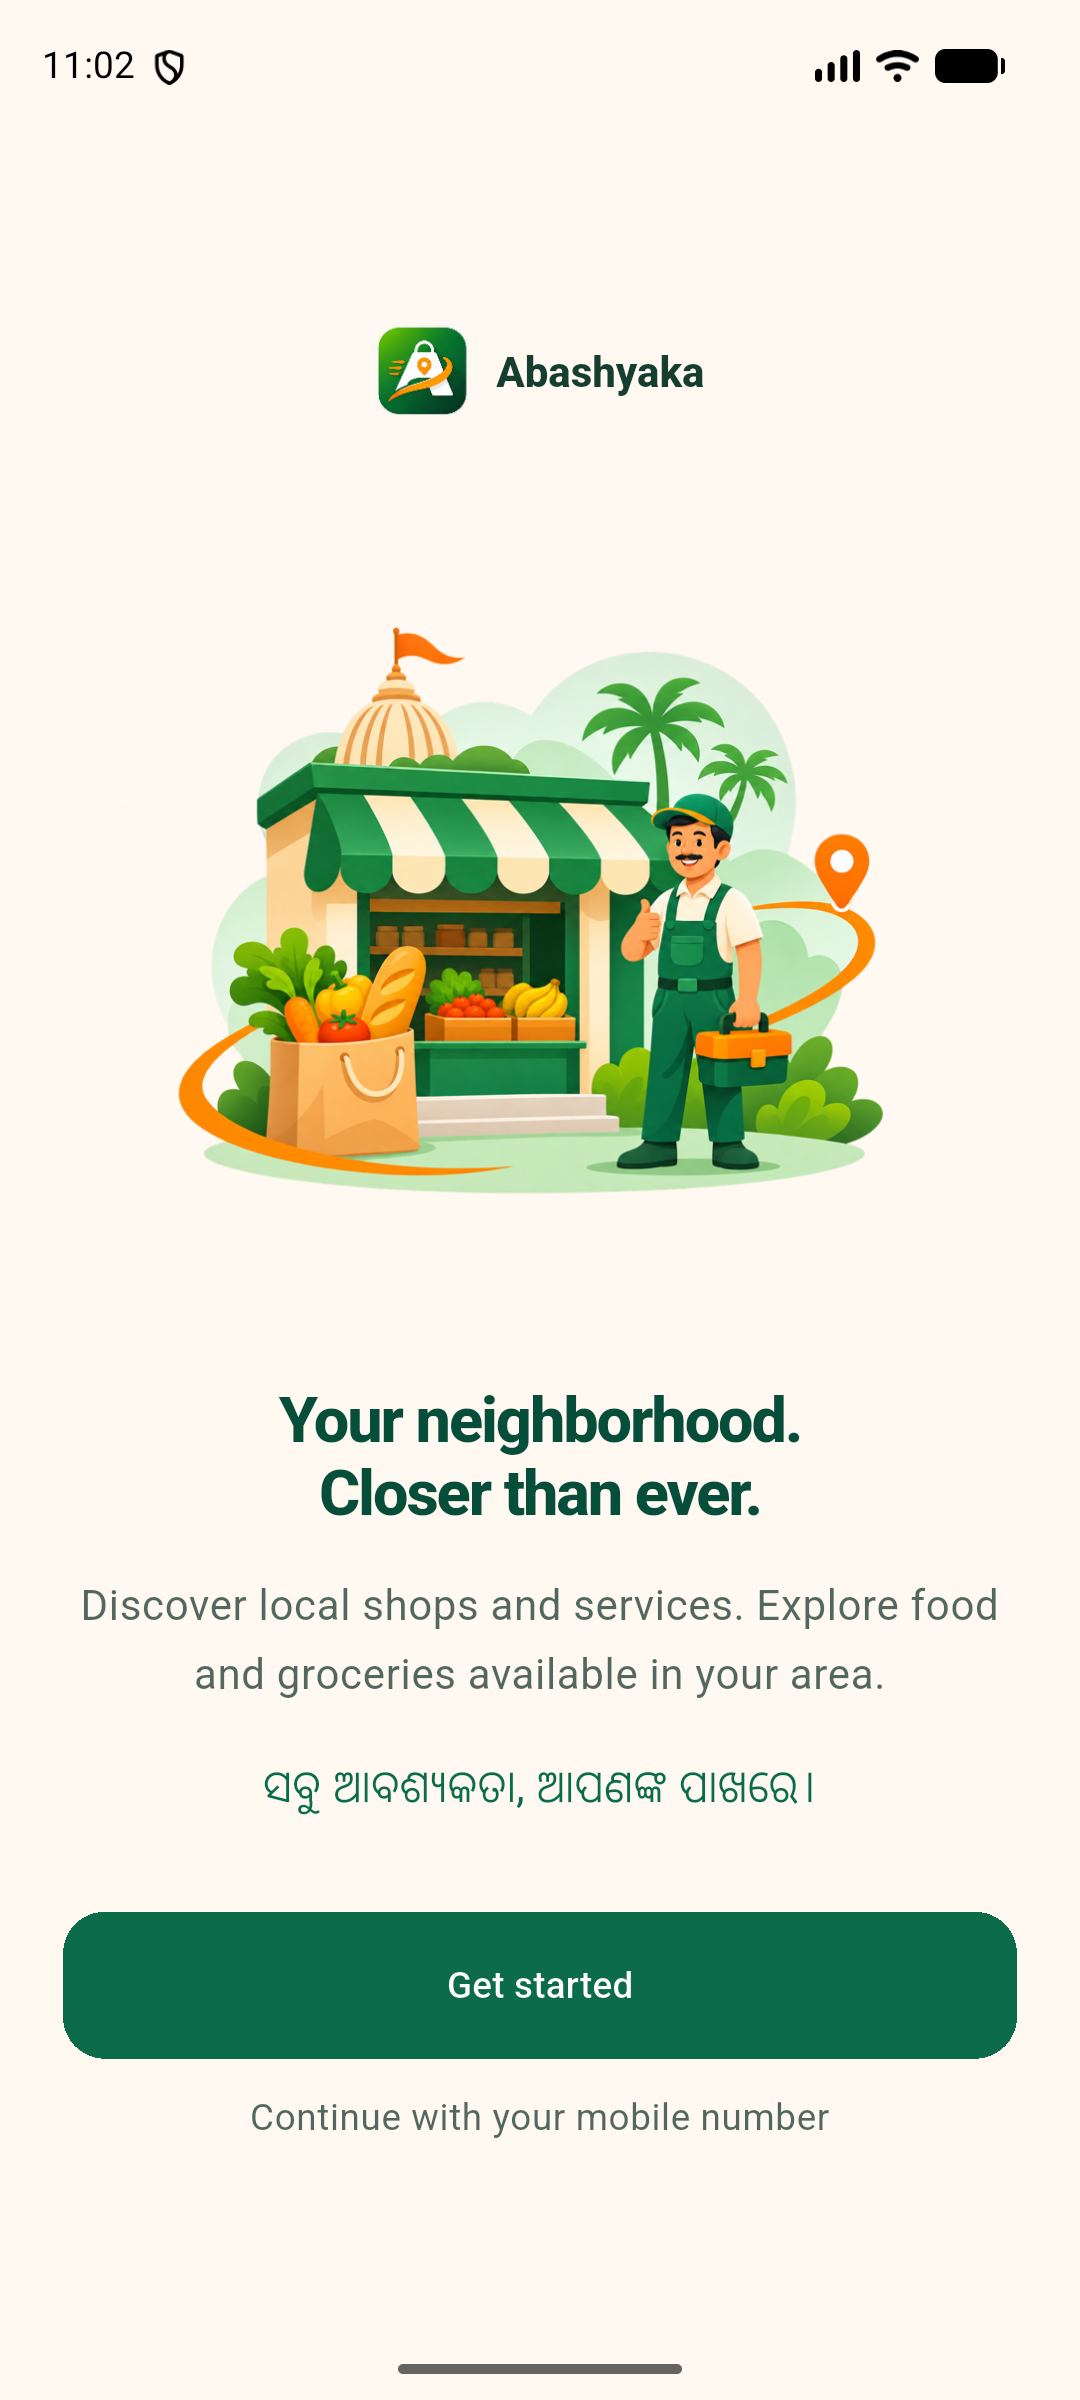 11:02
Abashyaka
Your neighborhood.
Closer than ever.
Discover local shops and services. Explore food
and groceries available in your area.
ସବୁ ଆବଶ୍ୟକତା, ଆପଣଙ୍କ ପାଖରେ।
Get started
Continue with your mobile number